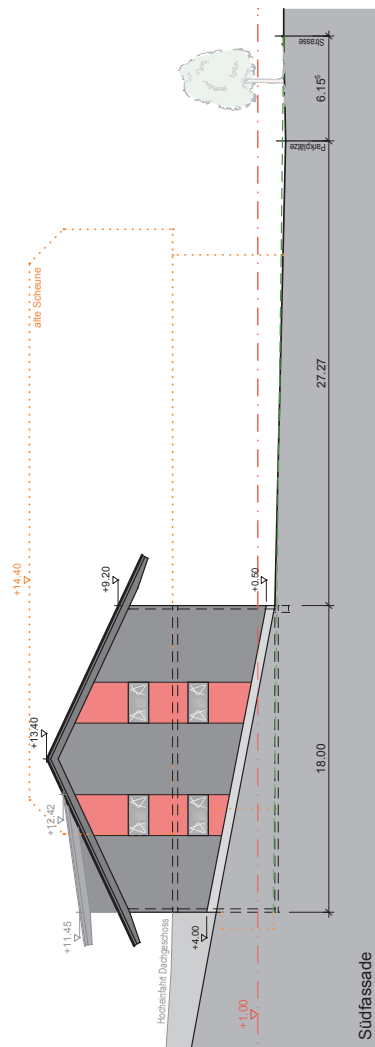 alte Scheune
+14.40
+13.40
+12.42
+11.45
+9.20
Hocheinfahrt Dachgeschoss
+4.00
+0.50
+1.00
Parkplätze
Strasse
18.00
27.27
6.15⁵
Südfassade